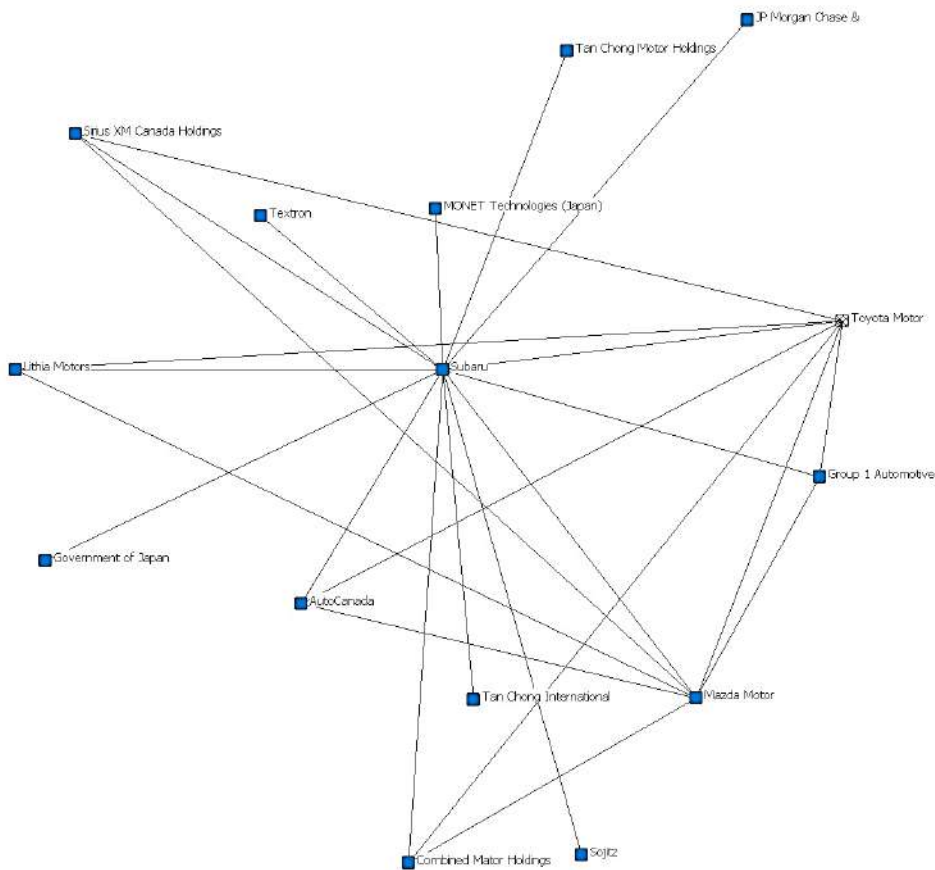 JP Morgan Chase &
Tan Chong Motor Holdings
Sirius XM Canada Holdings
MONET Technologies (Japan)
Textron
Toyota Motor
Lithia Motors
Subaru
Group 1 Automotive
Government of Japan
AutoCanada
Mazda Motor
Tan Chong International
Sojitz
Combined Mator Holdings